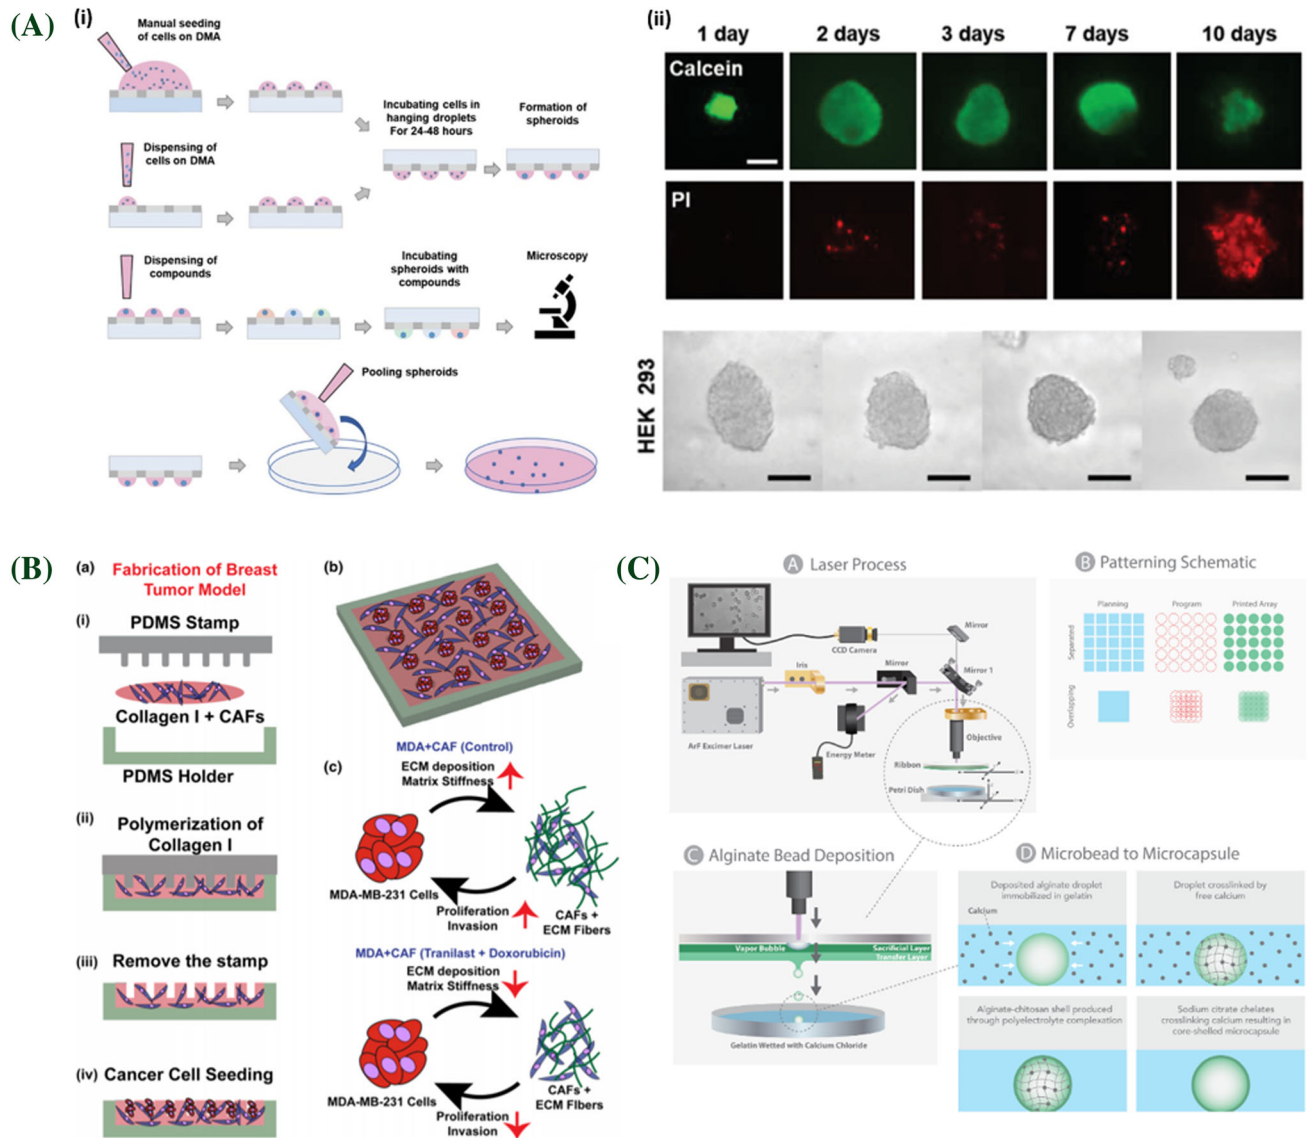 (A)
(i)
Manual seeding
of cells on DMA
Incubating cells in
hanging droplets
For 24-48 hours
Formation of
spheroids
Dispensing of
cells on DMA
Dispensing of
compounds
Incubating
spheroids with
compounds
Microscopy
Pooling spheroids
(ii)
1 day
2 days
3 days
7 days
10 days
Calcein
PI
HEK 293
(B)
(a)
Fabrication of Breast
Tumor Model
(i)
PDMS Stamp
Collagen I + CAFs
PDMS Holder
(ii)
Polymerization of
Collagen I
(iii)
Remove the stamp
(iv)
Cancer Cell Seeding
(b)
(c)
MDA+CAF (Control)
ECM deposition
Matrix Stiffness
MDA-MB-231 Cells
Proliferation
Invasion
CAFs +
ECM Fibers
MDA+CAF (Tranilast + Doxorubicin)
ECM deposition
Matrix Stiffness
MDA-MB-231 Cells
Proliferation
Invasion
CAFs +
ECM FIbers
(C)
A Laser Process
CCD Camera
Mirror
Iris
Mirror
Mirror 1
ArF Excimer Laser
Energy Meter
Objective
Ribbon
Petri Dish
B Patterning Schematic
Planning
Program
Printed Array
Separated
Overlapping
C Alginate Bead Deposition
Vapor Bubble
Sacrificial Layer
Transfer Layer
Gelatin Wetted with Calcium Chloride
D Microbead to Microcapsule
Deposited alginate droplet
immobilized in gelatin
Calcium
Droplet crosslinked by
free calcium
Alginate-chitosan shell produced
through polyelectrolyte complexation
Sodium citrate chelates
crosslinking calcium resulting in
core-shelled microcapsule